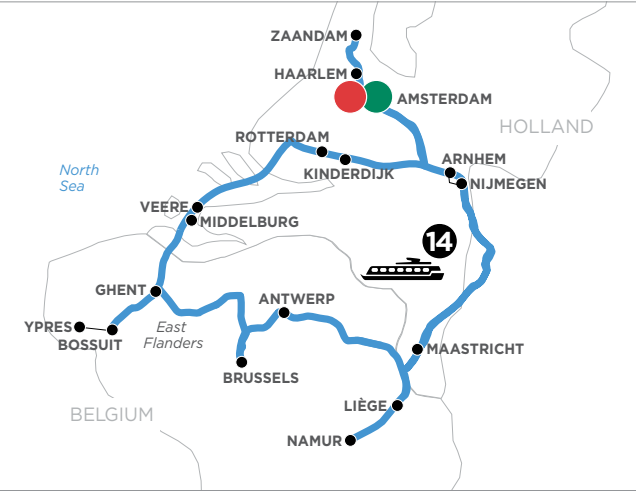 ZAANDAM
HAARLEM
AMSTERDAM
HOLLAND
ROTTERDAM
KINDERDIJK
ARNHEM
NIJMEGEN
North
Sea
VEERE
MIDDELBURG
14
GHENT
ANTWERP
YPRES
BOSSUIT
East
Flanders
MAASTRICHT
BRUSSELS
BELGIUM
LIÈGE
NAMUR